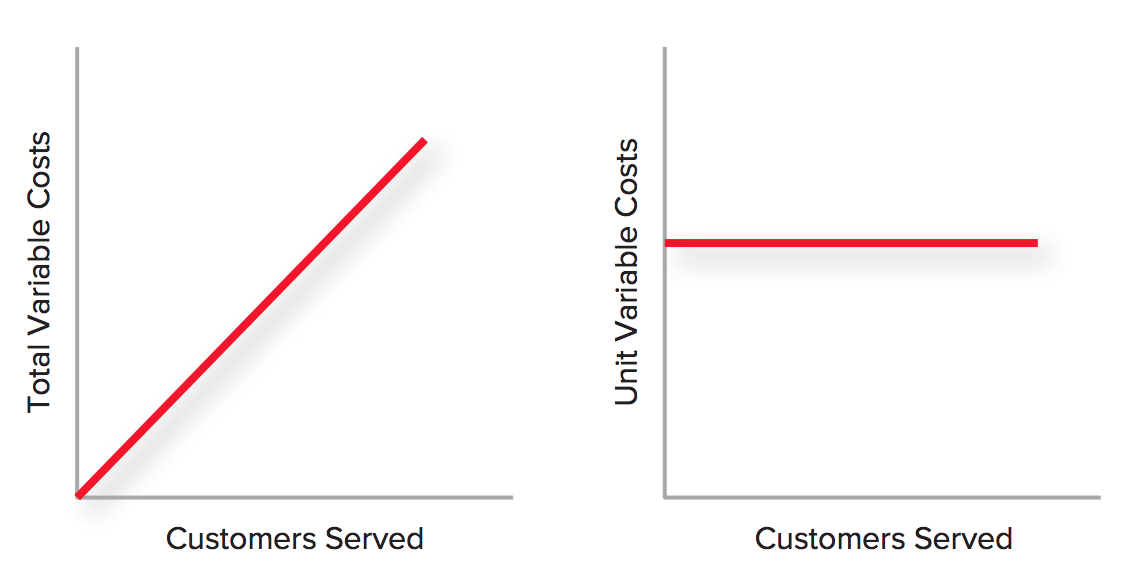 Total Variable Costs
Customers Served
Unit Variable Costs
Customers Served